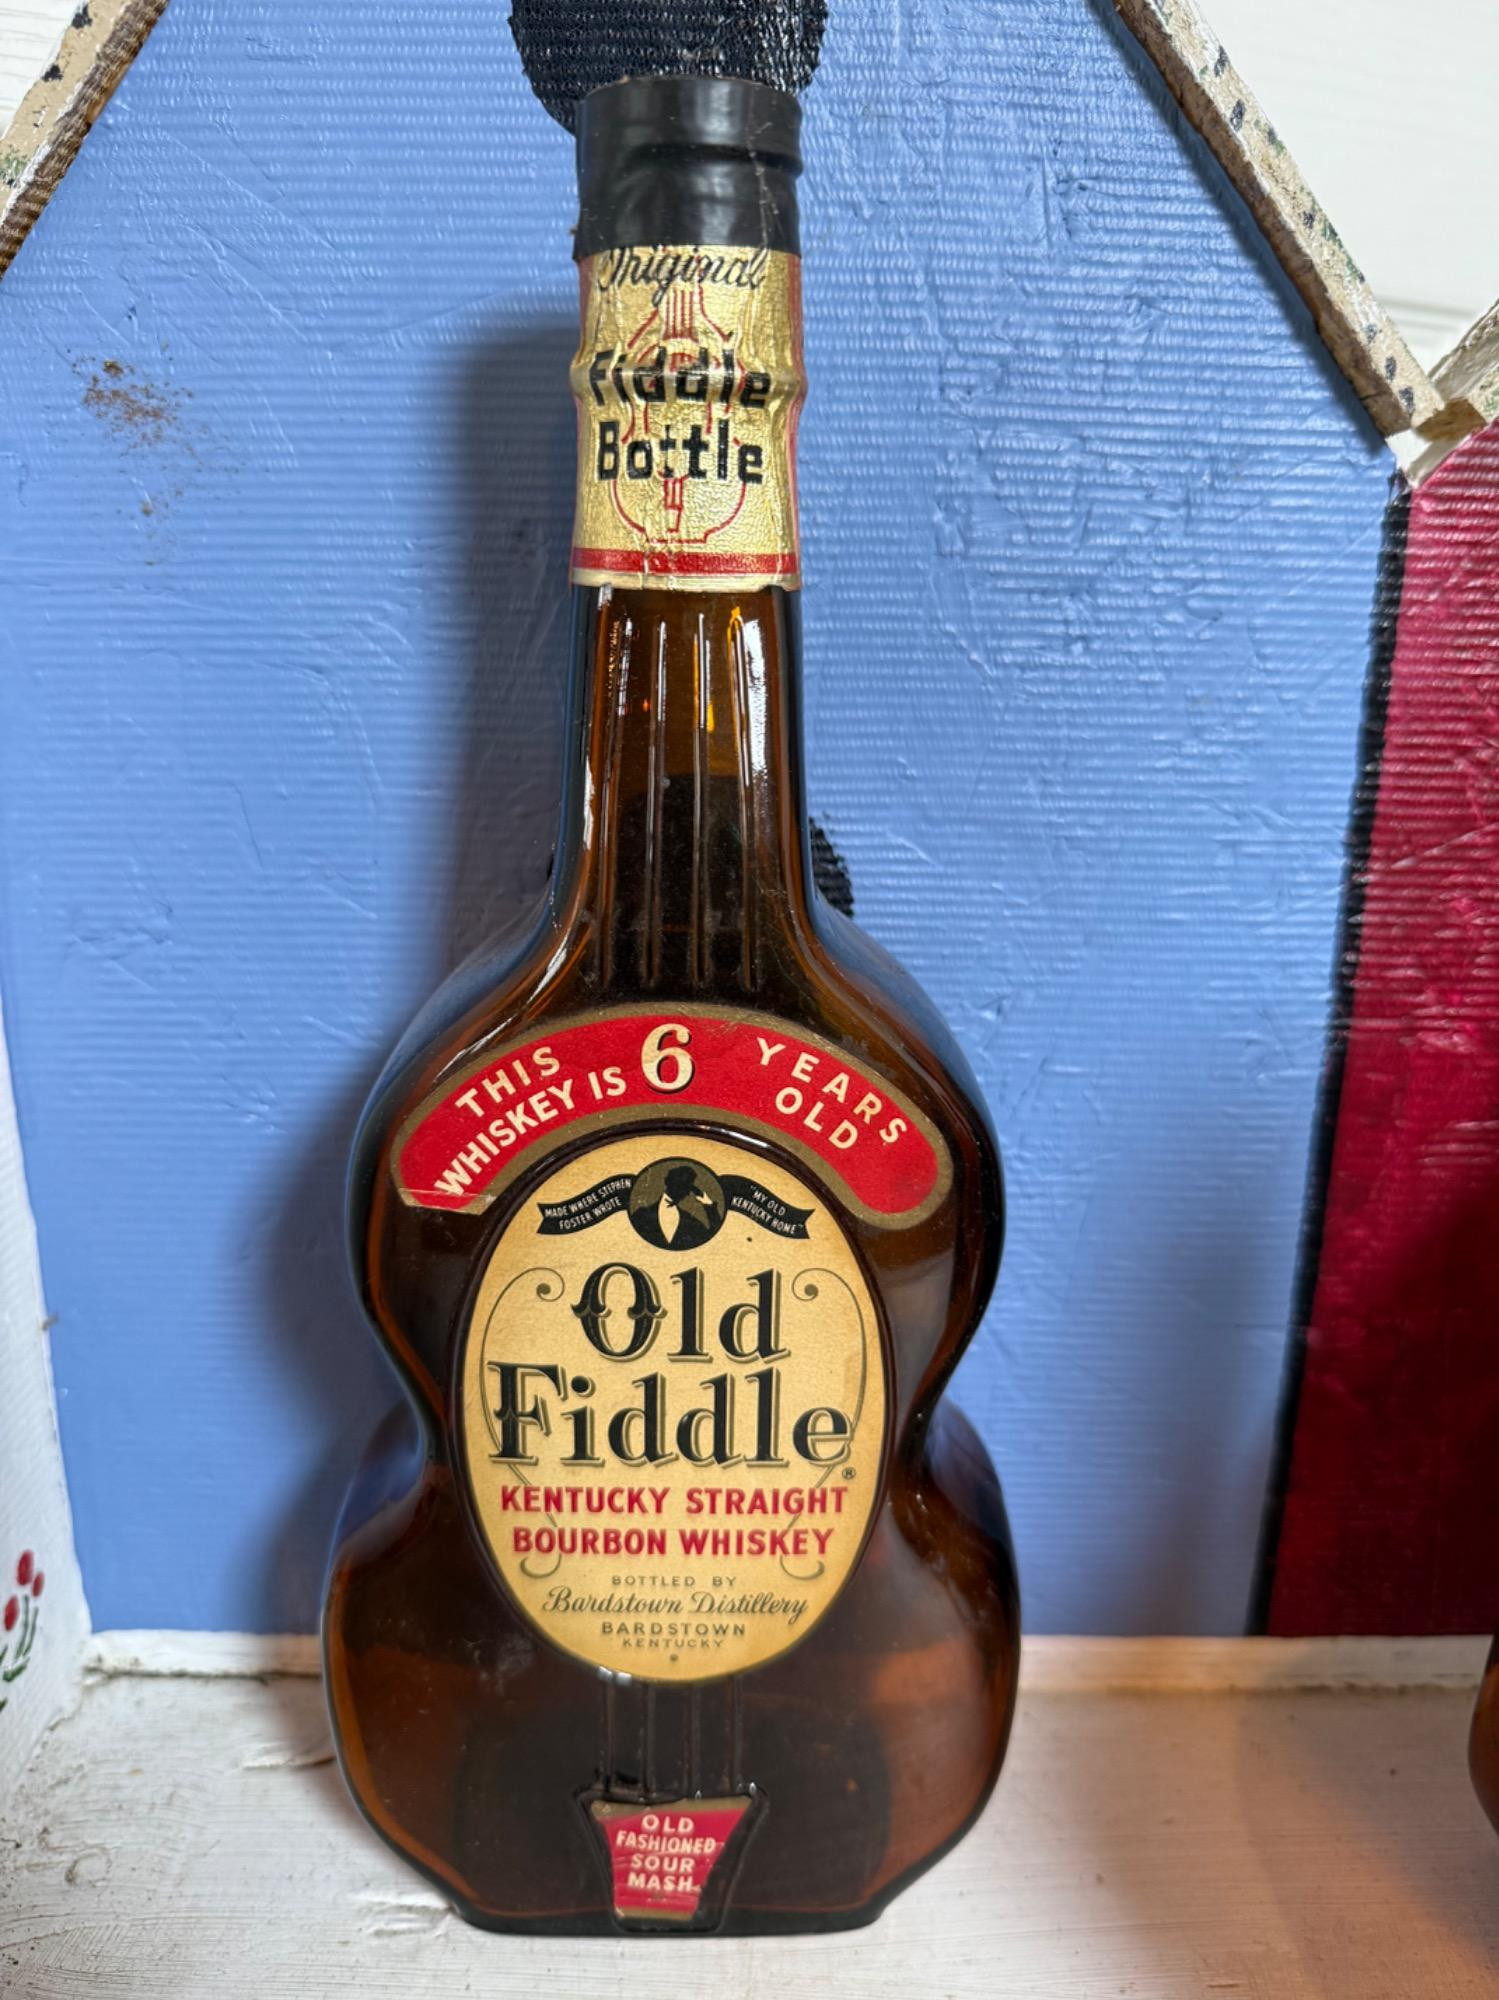 Original
Fiddle
Bottle
THIS
WHISKEY IS 6 YEARS
OLD
MADE WHERE STEPHEN
FOSTER WROTE
"MY OLD
KENTUCKY HOME"
Old
Fiddle®
KENTUCKY STRAIGHT
BOURBON WHISKEY
BOTTLED BY
Bardstown Distillery
BARDSTOWN
KENTUCKY
OLD
FASHIONED
SOUR
MASH